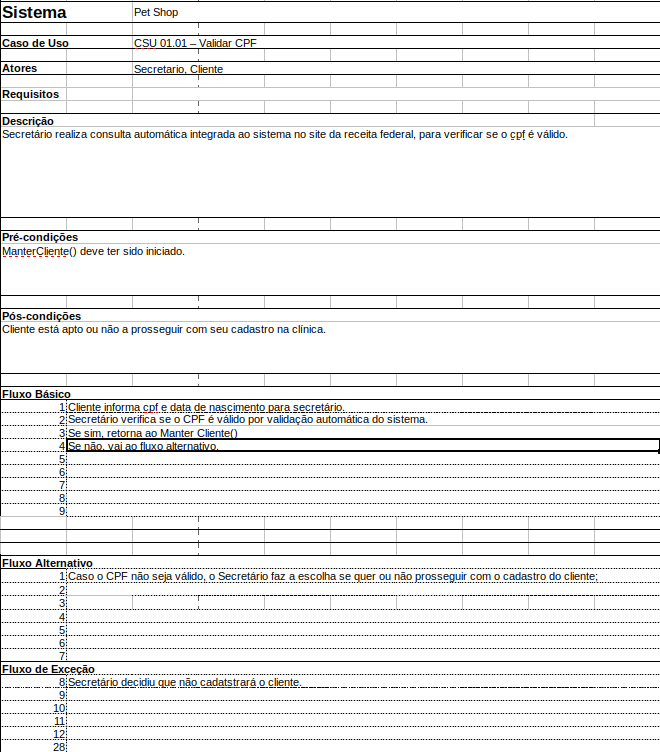 Sistema Pet Shop
Caso de Uso CSU 01.01 – Validar CPF
Atores Secretario, Cliente
Requisitos
Descrição
Secretário realiza consulta automática integrada ao sistema no site da receita federal, para verificar se o cpf é válido.
Pré-condições
ManterCliente() deve ter sido iniciado.
Pós-condições
Cliente está apto ou não a prosseguir com seu cadastro na clínica.
Fluxo Básico
1 Cliente informa cpf e data de nascimento para secretário.
2 Secretário verifica se o CPF é válido por validação automática do sistema.
3 Se sim, retorna ao Manter Cliente()
4 Se não, vai ao fluxo alternativo.
5
6
7
8
9
Fluxo Alternativo
1 Caso o CPF não seja válido, o Secretário faz a escolha se quer ou não prosseguir com o cadastro do cliente;
2
3
4
5
6
7
Fluxo de Exceção
8 Secretário decidiu que não cadatstrará o cliente.
9
10
11
12
28